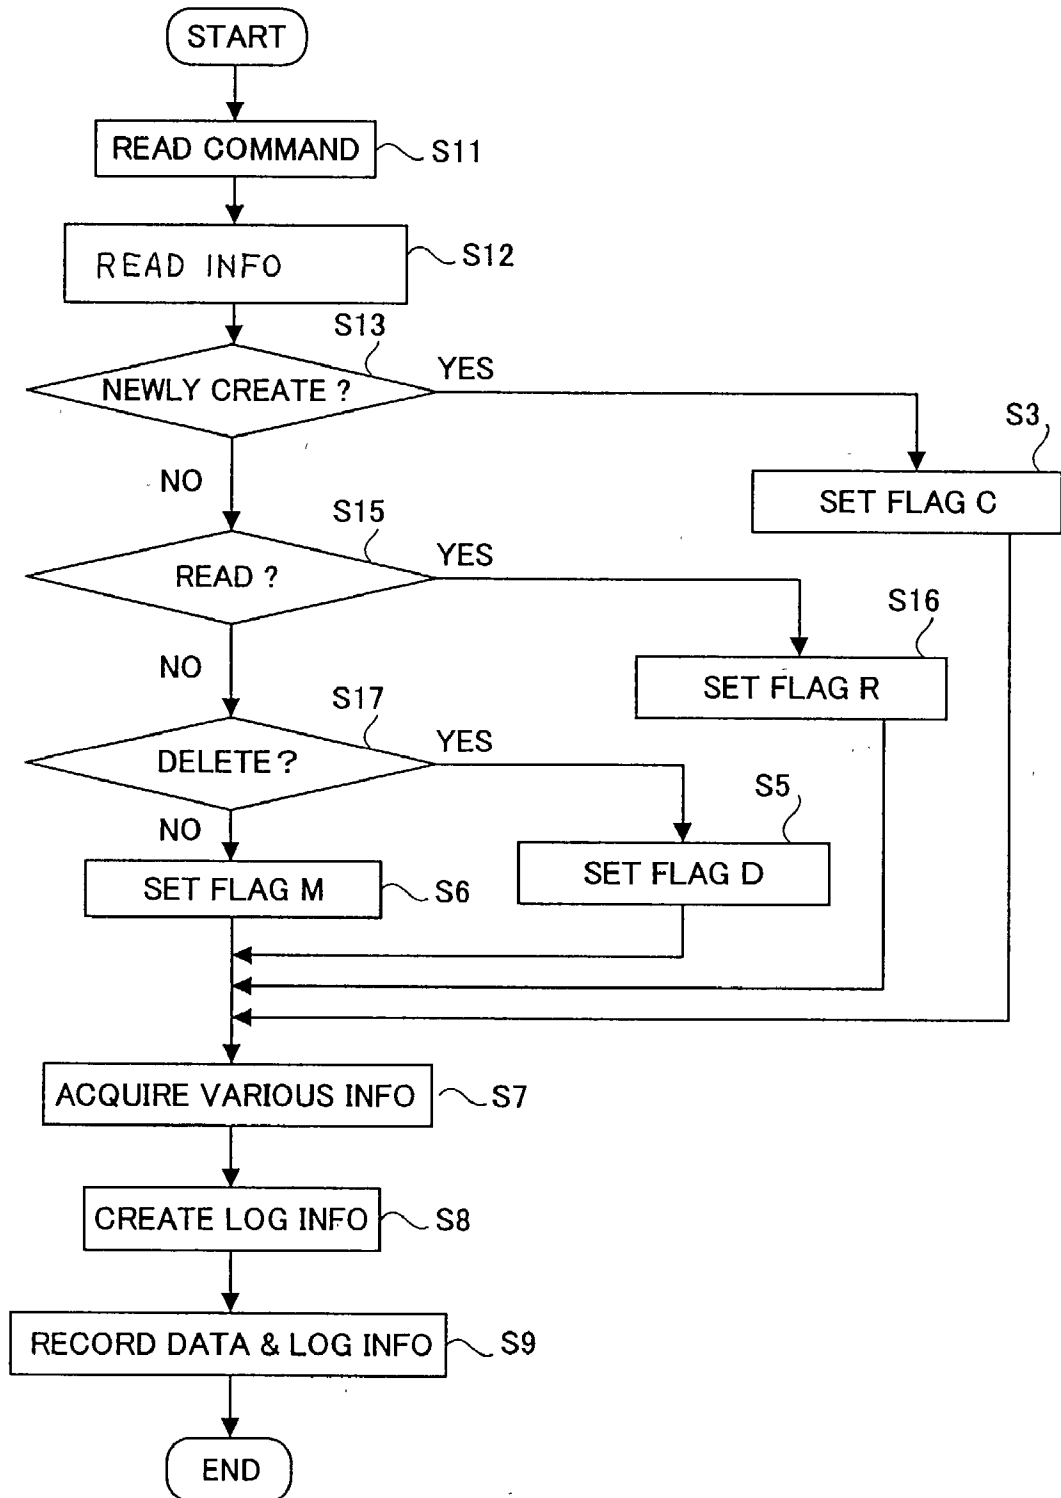 START
READ COMMAND
S11
READ INFO
S12
S13
NEWLY CREATE ?
YES
S3
NO
SET FLAG C
S15
READ ?
YES
S16
NO
SET FLAG R
S17
DELETE ?
YES
S5
NO
SET FLAG D
SET FLAG M
S6
ACQUIRE VARIOUS INFO
S7
CREATE LOG INFO
S8
RECORD DATA & LOG INFO
S9
END